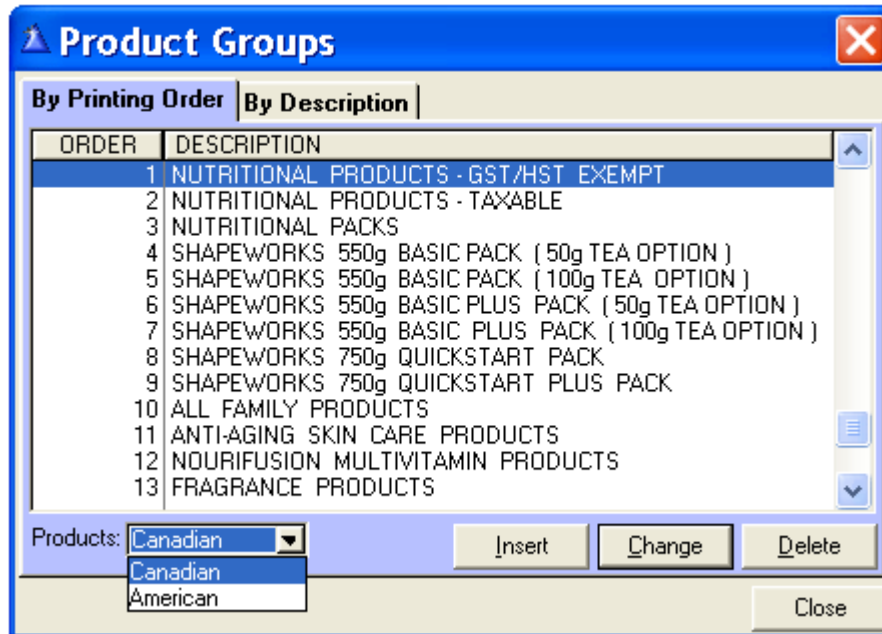 Product Groups
By Printing Order By Description
ORDER DESCRIPTION
1 NUTRITIONAL PRODUCTS - GST/HST EXEMPT
2 NUTRITIONAL PRODUCTS - TAXABLE
3 NUTRITIONAL PACKS
4 SHAPEWORKS 550g BASIC PACK ( 50g TEA OPTION )
5 SHAPEWORKS 550g BASIC PACK ( 100g TEA OPTION )
6 SHAPEWORKS 550g BASIC PLUS PACK ( 50g TEA OPTION )
7 SHAPEWORKS 550g BASIC PLUS PACK ( 100g TEA OPTION )
8 SHAPEWORKS 750g QUICKSTART PACK
9 SHAPEWORKS 750g QUICKSTART PLUS PACK
10 ALL FAMILY PRODUCTS
11 ANTI-AGING SKIN CARE PRODUCTS
12 NOURIFUSION MULTIVITAMIN PRODUCTS
13 FRAGRANCE PRODUCTS
Products: Canadian Insert Change Delete
Canadian
American
Close